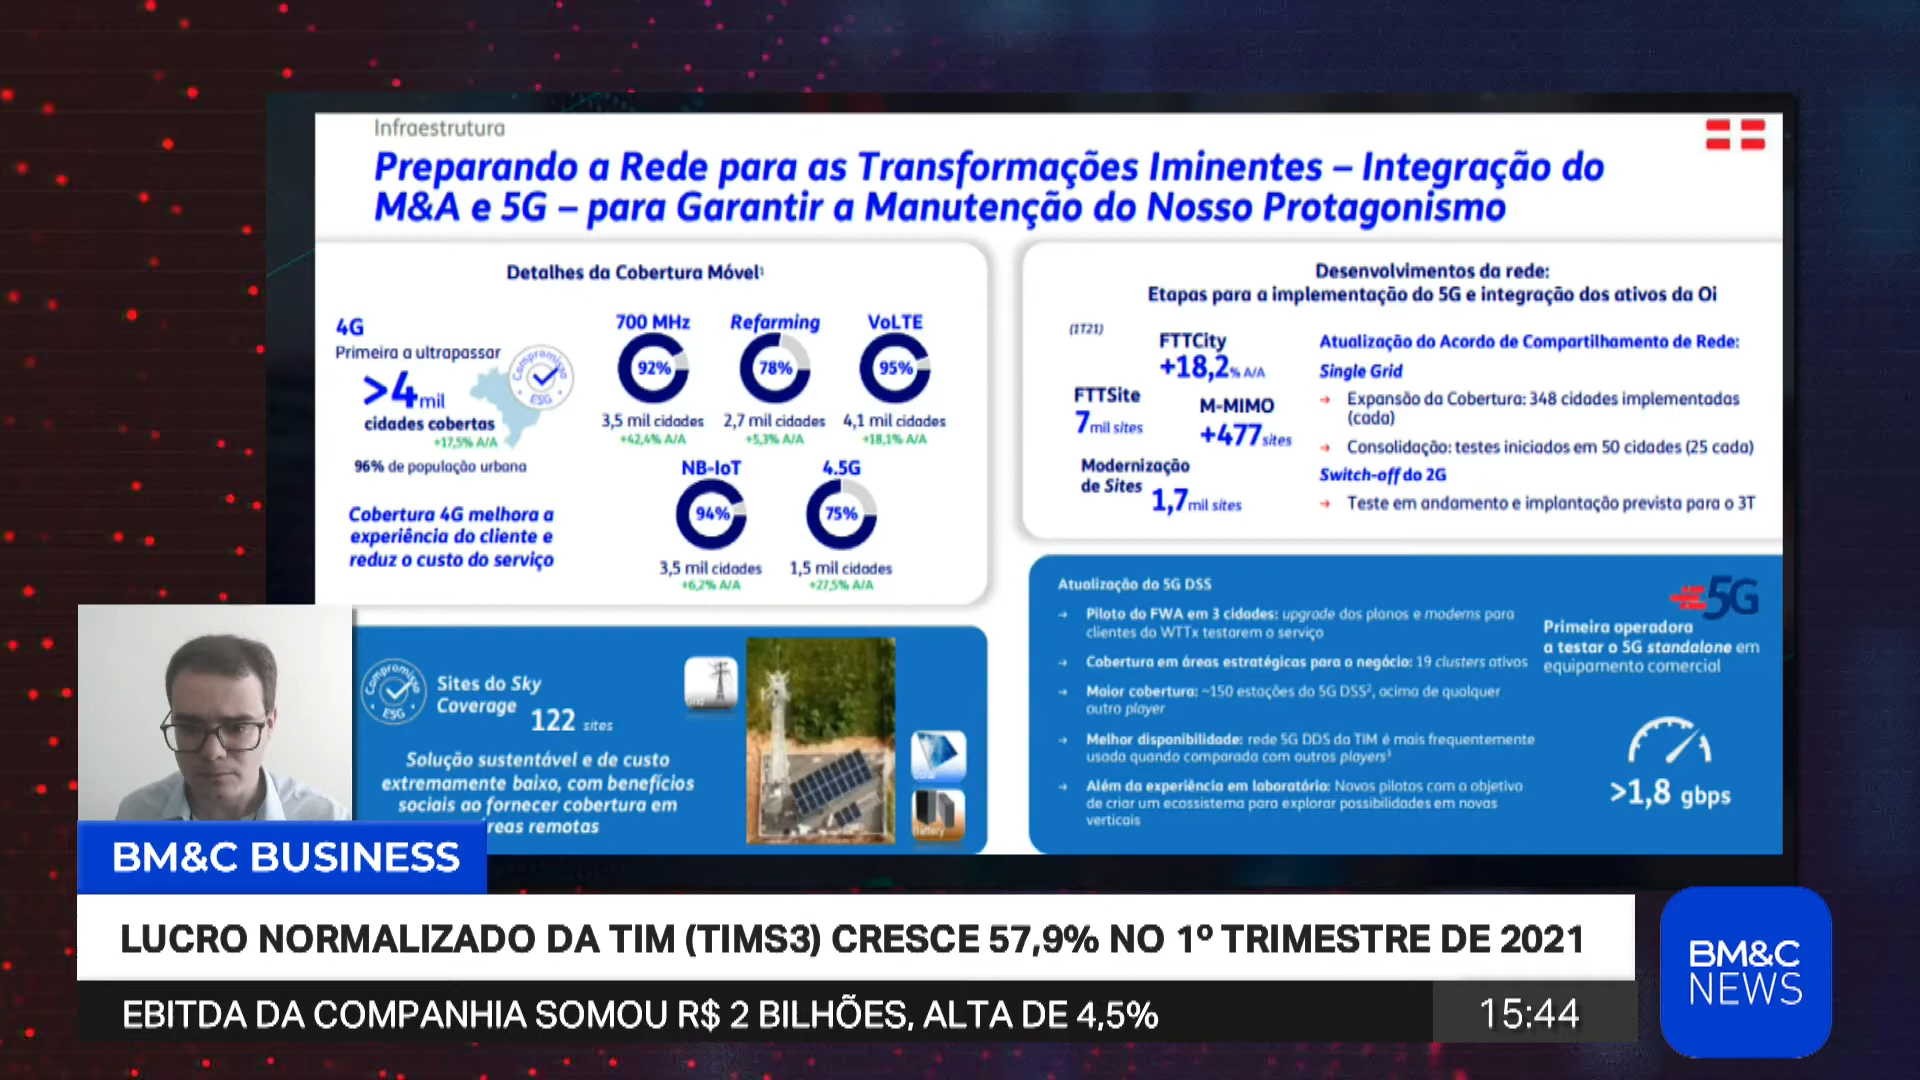 Infraestrutura
Preparando a Rede para as Transformações Iminentes – Integração do
M&A e 5G – para Garantir a Manutenção do Nosso Protagonismo
Detalhes da Cobertura Móvel¹
4G
Primeira a ultrapassar
>4 mil
cidades cobertas
+17,5% A/A
96% de população urbana
Compromisso
ESG
Cobertura 4G melhora a
experiência do cliente e
reduz o custo do serviço
700 MHz
92%
3,5 mil cidades
+42,4% A/A
Refarming
78%
2,7 mil cidades
+5,3% A/A
VoLTE
95%
4,1 mil cidades
+18,1% A/A
NB-IoT
94%
3,5 mil cidades
+6,2% A/A
4.5G
75%
1,5 mil cidades
+27,5% A/A
Desenvolvimentos da rede:
Etapas para a implementação do 5G e integração dos ativos da Oi
(1T21)
FTTCity
+18,2% A/A
FTTSite
7 mil sites
M-MIMO
+477 sites
Modernização
de Sites
1,7 mil sites
Atualização do Acordo de Compartilhamento de Rede:
Single Grid
→ Expansão da Cobertura: 348 cidades implementadas
(cada)
→ Consolidação: testes iniciados em 50 cidades (25 cada)
Switch-off do 2G
→ Teste em andamento e implantação prevista para o 3T
Compromisso
ESG
Sites do Sky
Coverage
122 sites
Solução sustentável e de custo
extremamente baixo, com benefícios
sociais ao fornecer cobertura em
reas remotas
Battery
Atualização do 5G DSS
→ Piloto do FWA em 3 cidades: upgrade dos planos e modems para
clientes do WTTx testarem o serviço
→ Cobertura em áreas estratégicas para o negócio: 19 clusters ativos
→ Maior cobertura: ~150 estações do 5G DSS², acima de qualquer
outro player
→ Melhor disponibilidade: rede 5G DDS da TIM é mais frequentemente
usada quando comparada com outros players³
→ Além da experiência em laboratório: Novos pilotos com o objetivo
de criar um ecossistema para explorar possibilidades em novas
verticais
5G
Primeira operadora
a testar o 5G standalone em
equipamento comercial
>1,8 gbps
BM&C BUSINESS
LUCRO NORMALIZADO DA TIM (TIMS3) CRESCE 57,9% NO 1º TRIMESTRE DE 2021
EBITDA DA COMPANHIA SOMOU R$ 2 BILHÕES, ALTA DE 4,5%
15:44
BM&C
NEWS